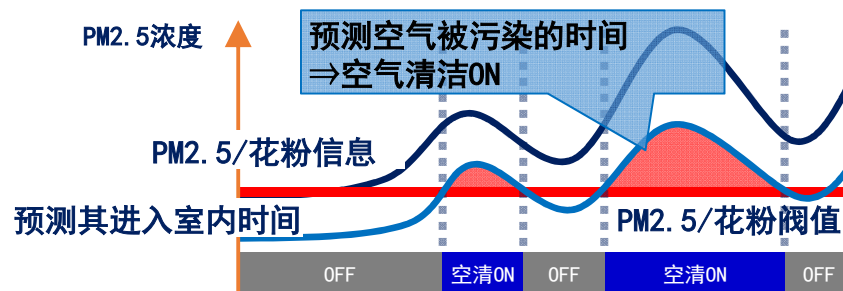 PM2.5浓度
预测空气被污染的时间
⇒空气清洁ON
PM2.5/花粉信息
预测其进入室内时间
PM2.5/花粉阀值
OFF
空清ON
OFF
空清ON
OFF